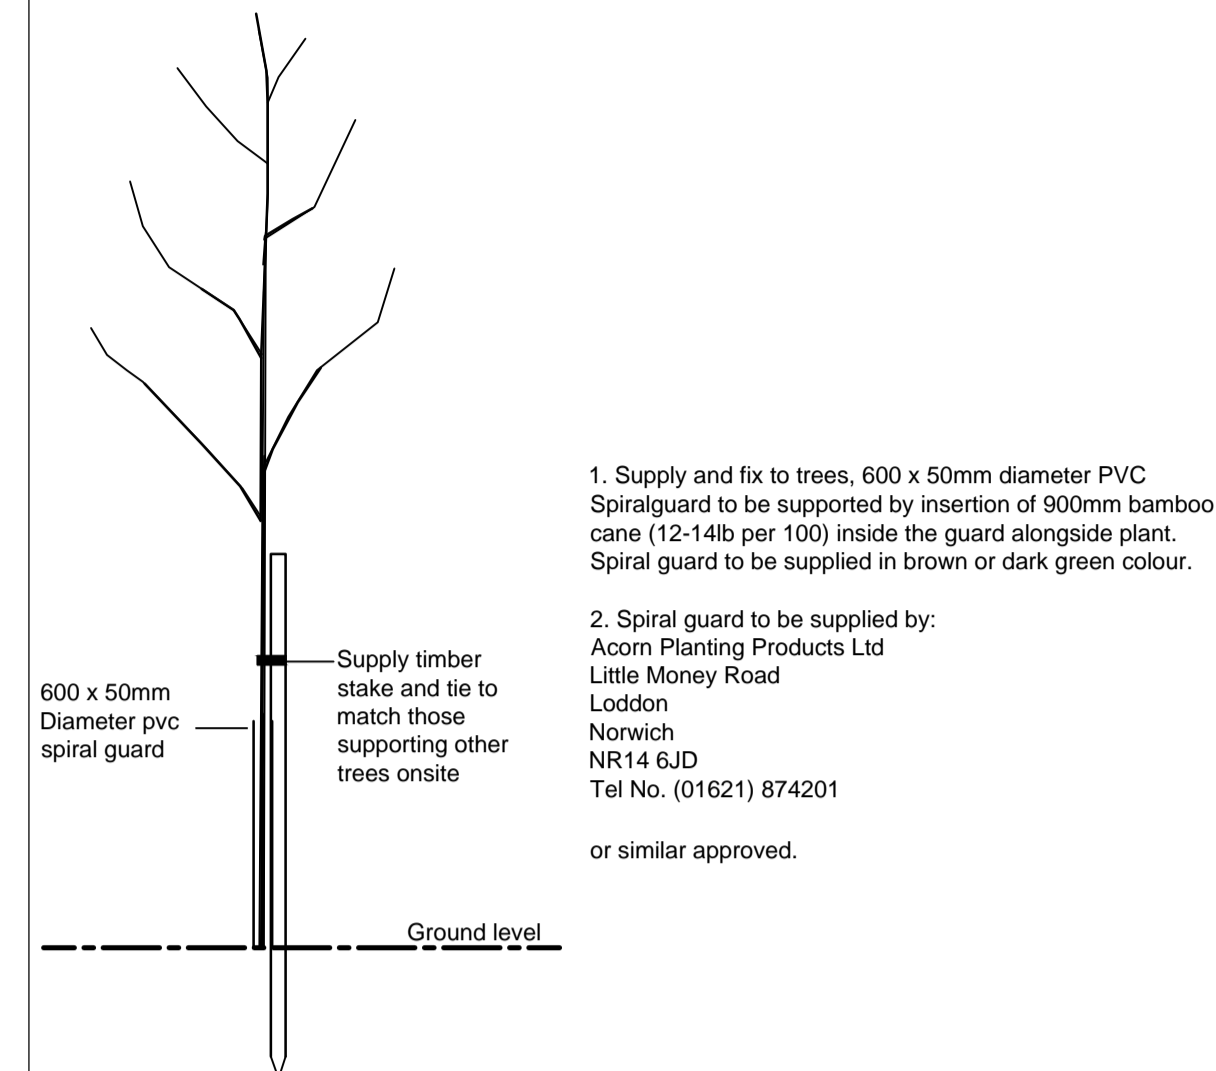 1. Supply and fix to trees, 600 x 50mm diameter PVC
Spiralguard to be supported by insertion of 900mm bamboo
cane (12-14lb per 100) inside the guard alongside plant.
Spiral guard to be supplied in brown or dark green colour.
2. Spiral guard to be supplied by:
Acorn Planting Products Ltd
Little Money Road
Loddon
Norwich
NR14 6JD
Tel No. (01621) 874201
or similar approved.
Supply timber
stake and tie to
match those
supporting other
trees onsite
600 x 50mm
Diameter pvc
spiral guard
Ground level